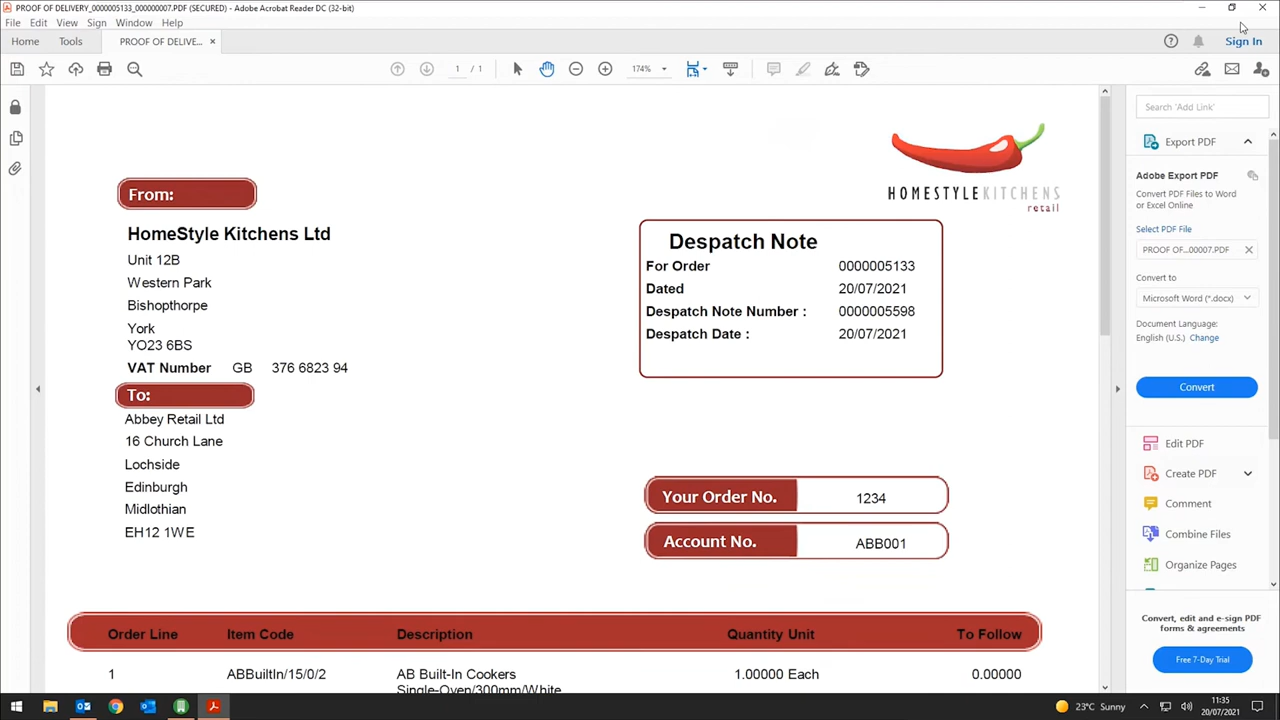 PROOF OF DELIVERY_0000005133_000000007.PDF (SECURED) - Adobe Acrobat Reader DC (32-bit)
File Edit View Sign Window Help
Home Tools PROOF OF DELIVE... × Sign In
1 / 1 174%
Search 'Add Link'
HOMESTYLEKITCHENS
retail
Export PDF
Adobe Export PDF
Convert PDF Files to Word
or Excel Online
Select PDF File
PROOF OF...00007.PDF
Convert to
Microsoft Word (*.docx)
Document Language:
English (U.S.) Change
Convert
Edit PDF
Create PDF
Comment
Combine Files
Organize Pages
Convert, edit and e-sign PDF
forms & agreements
Free 7-Day Trial
From:
HomeStyle Kitchens Ltd
Unit 12B
Western Park
Bishopthorpe
York
YO23 6BS
VAT Number GB 376 6823 94
Despatch Note
For Order 0000005133
Dated 20/07/2021
Despatch Note Number : 0000005598
Despatch Date : 20/07/2021
To:
Abbey Retail Ltd
16 Church Lane
Lochside
Edinburgh
Midlothian
EH12 1WE
Your Order No. 1234
Account No. ABB001
Order Line Item Code Description Quantity Unit To Follow
1 ABBuiltIn/15/0/2 AB Built-In Cookers 1.00000 Each 0.00000
Single-Oven/300mm/White
23°C Sunny
11:35
20/07/2021